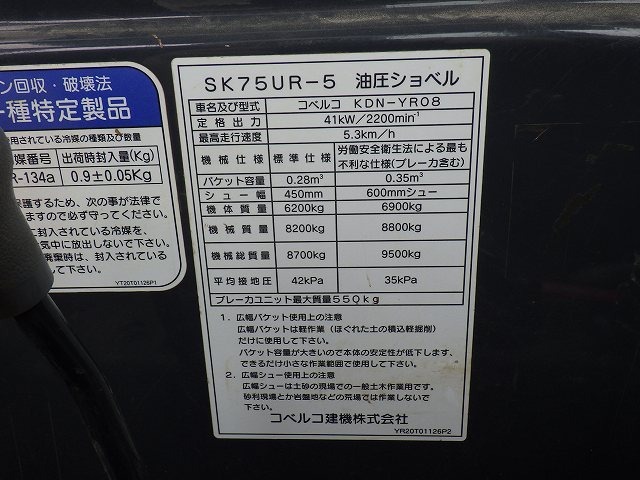 ン回収・破壊法
一種特定製品
用されている冷媒の種類及び数量
媒番号 出荷時封入量(Kg)
R-134a 0.9±0.05Kg
護するため、次の事が法律で
ますので必ず守ってください。
に封入されている冷媒を、
気中に放出しないで下さい。
廃棄時は、封入されている
して下さい。
YT20T01126P1
SK75UR-5 油圧ショベル
車名及び型式 コベルコ KDN-YR08
定格出力 41kW/2200min⁻¹
最高走行速度 5.3km/h
機械仕様 標準仕様 労働安全衛生法による最も不利な仕様(ブレーカ含む)
バケット容量 0.28m³ 0.35m³
シュー幅 450mm 600mmシュー
機体質量 6200kg 6900kg
機械質量 8200kg 8800kg
機械総質量 8700kg 9500kg
平均接地圧 42kPa 35kPa
ブレーカユニット最大質量550kg
1. 広幅バケット使用上の注意
広幅バケットは軽作業(ほぐれた土の積込軽掘削)
だけに使用して下さい。
バケット容量が大きいので本体の安定性が低下します、
できるだけ小さな作業範囲で使用して下さい。
2. 広幅シュー使用上の注意
広幅シューは土砂の現場での一般土木作業用です。
砂利現場とか岩盤地などの荒場では作業しないで
下さい。
コベルコ建機株式会社
YR20T01126P2